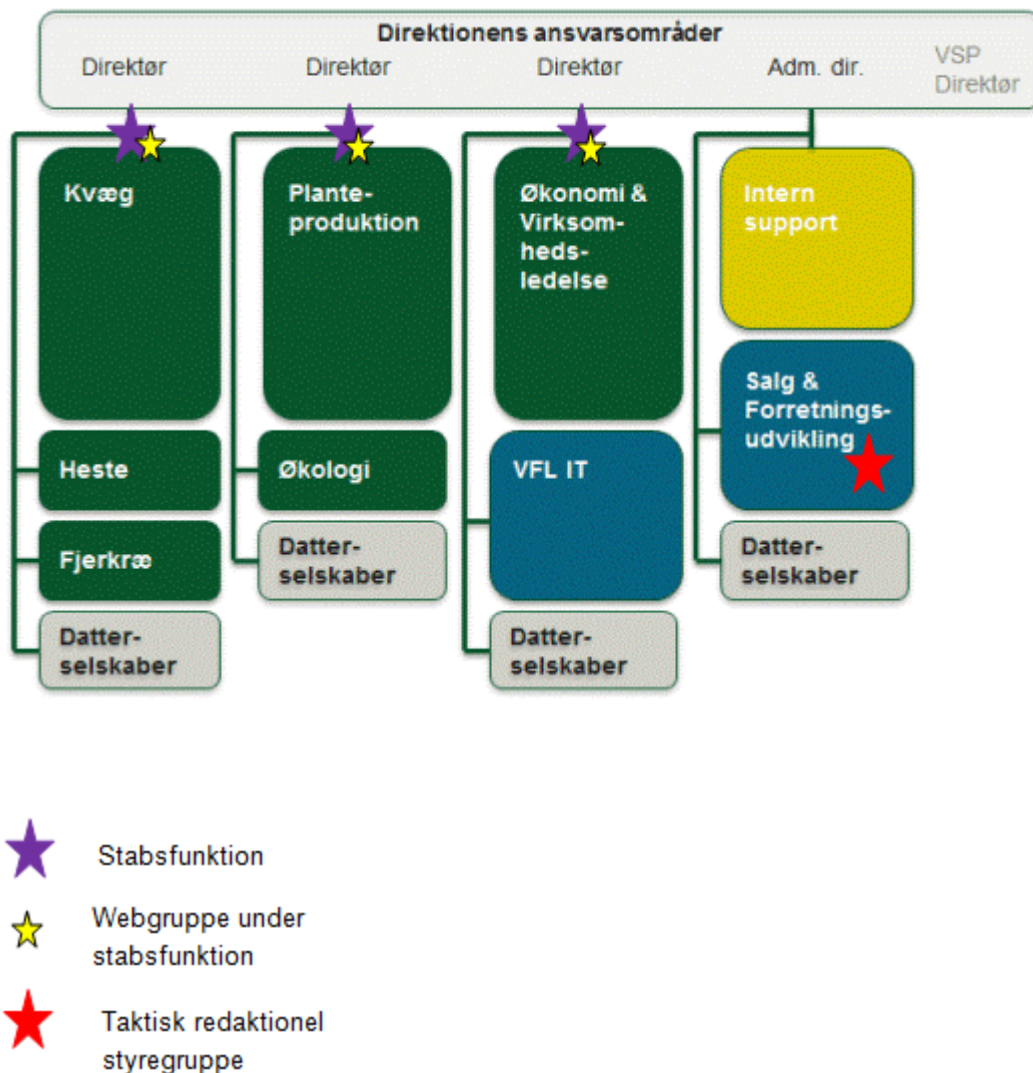 Direktionens ansvarsområder
Direktør
Direktør
Direktør
Adm. dir.
VSP
Direktør
Kvæg
Heste
Fjerkræ
Datter-
selskaber
Plante-
produktion
Økologi
Datter-
selskaber
Økonomi &
Virksom-
heds-
ledelse
VFL IT
Datter-
selskaber
Intern
support
Salg &
Forretnings-
udvikling
Datter-
selskaber
Stabsfunktion
Webgruppe under
stabsfunktion
Taktisk redaktionel
styregruppe